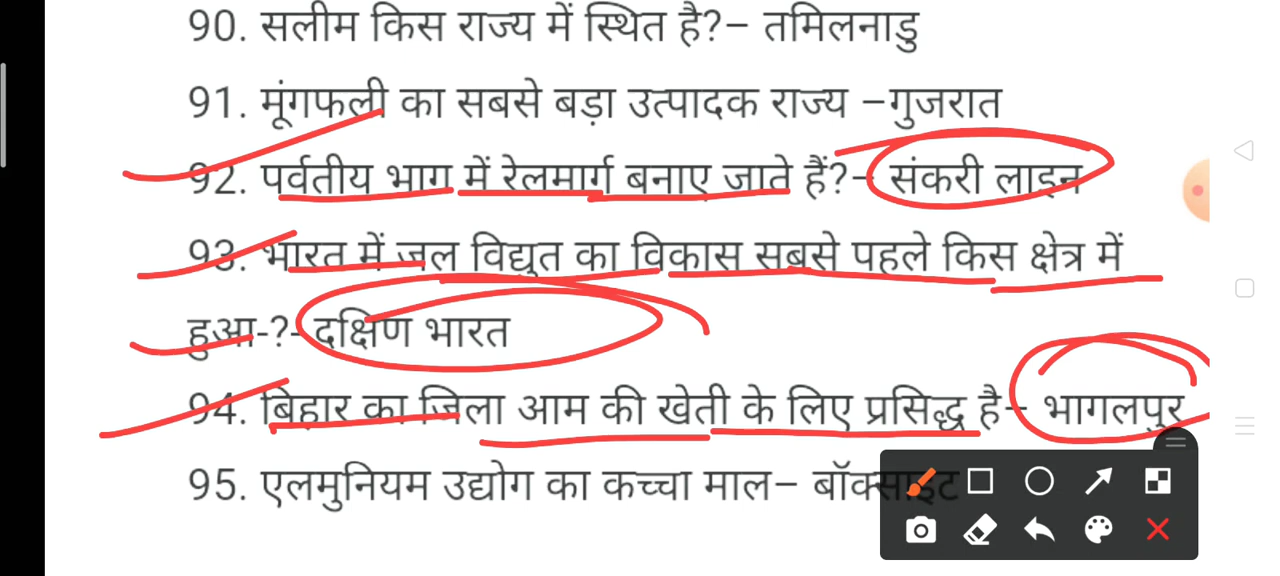 90. सलीम किस राज्य में स्थित है?– तमिलनाडु
91. मूंगफली का सबसे बड़ा उत्पादक राज्य –गुजरात
92. पर्वतीय भाग में रेलमार्ग बनाए जाते हैं?– संकरी लाइन
93. भारत में जल विद्युत का विकास सबसे पहले किस क्षेत्र में
हुआ-?- दक्षिण भारत
94. बिहार का जिला आम की खेती के लिए प्रसिद्ध है– भागलपुर
95. एलमुनियम उद्योग का कच्चा माल– बॉक्साइट